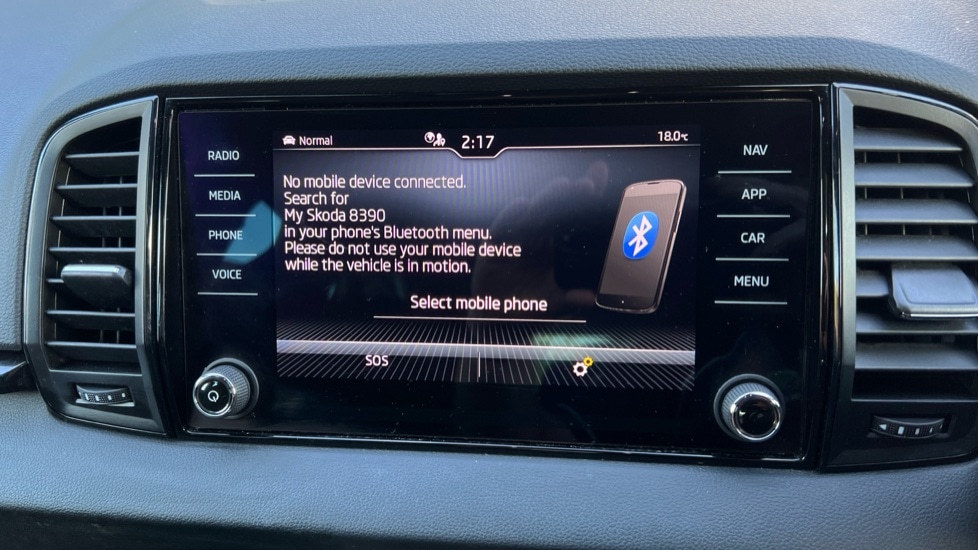 Normal 2:17 18.0°C
RADIO
MEDIA
PHONE
VOICE
No mobile device connected.
Search for
My Skoda 8390
in your phone's Bluetooth menu.
Please do not use your mobile device
while the vehicle is in motion.
Select mobile phone
SOS
NAV
APP
CAR
MENU